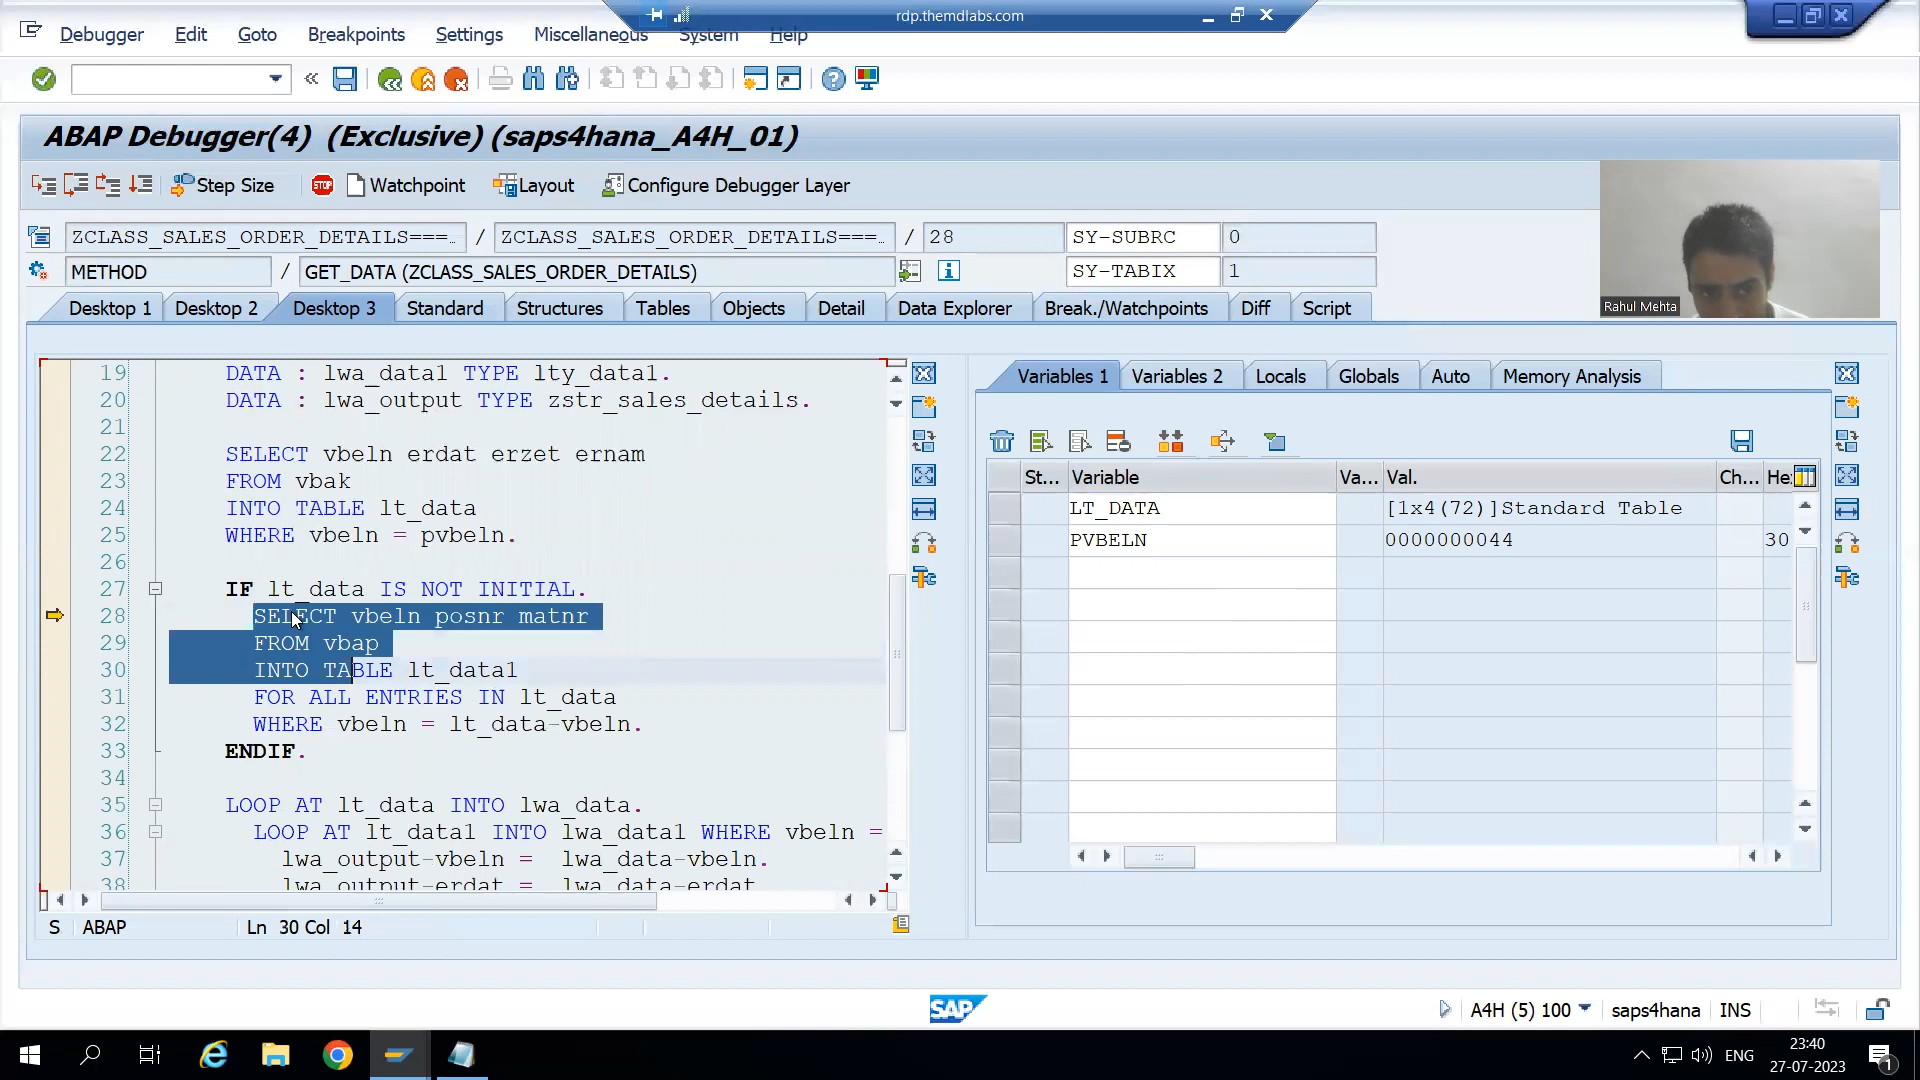 rdp.themdlabs.com
Debugger Edit Goto Breakpoints Settings Miscellaneous System Help
ABAP Debugger(4) (Exclusive) (saps4hana_A4H_01)
Step Size
STOP
Watchpoint
Layout
Configure Debugger Layer
ZCLASS_SALES_ORDER_DETAILS===… / ZCLASS_SALES_ORDER_DETAILS===… / 28 SY-SUBRC 0
METHOD / GET_DATA (ZCLASS_SALES_ORDER_DETAILS) SY-TABIX 1
Rahul Mehta
Desktop 1 Desktop 2 Desktop 3 Standard Structures Tables Objects Detail Data Explorer Break./Watchpoints Diff Script
19 DATA : lwa_data1 TYPE lty_data1.
20 DATA : lwa_output TYPE zstr_sales_details.
21
22 SELECT vbeln erdat erzet ernam
23 FROM vbak
24 INTO TABLE lt_data
25 WHERE vbeln = pvbeln.
26
27 IF lt_data IS NOT INITIAL.
28 SELECT vbeln posnr matnr
29 FROM vbap
30 INTO TABLE lt_data1
31 FOR ALL ENTRIES IN lt_data
32 WHERE vbeln = lt_data-vbeln.
33 ENDIF.
34
35 LOOP AT lt_data INTO lwa_data.
36 LOOP AT lt_data1 INTO lwa_data1 WHERE vbeln =
37 lwa_output-vbeln = lwa_data-vbeln.
38 lwa_output-erdat = lwa_data-erdat
S ABAP Ln 30 Col 14
Variables 1 Variables 2 Locals Globals Auto Memory Analysis
St... Variable Va... Val. Ch... He
LT_DATA [1x4(72)]Standard Table
PVBELN 0000000044 30
SAP
A4H (5) 100 saps4hana INS
ENG
23:40
27-07-2023
1